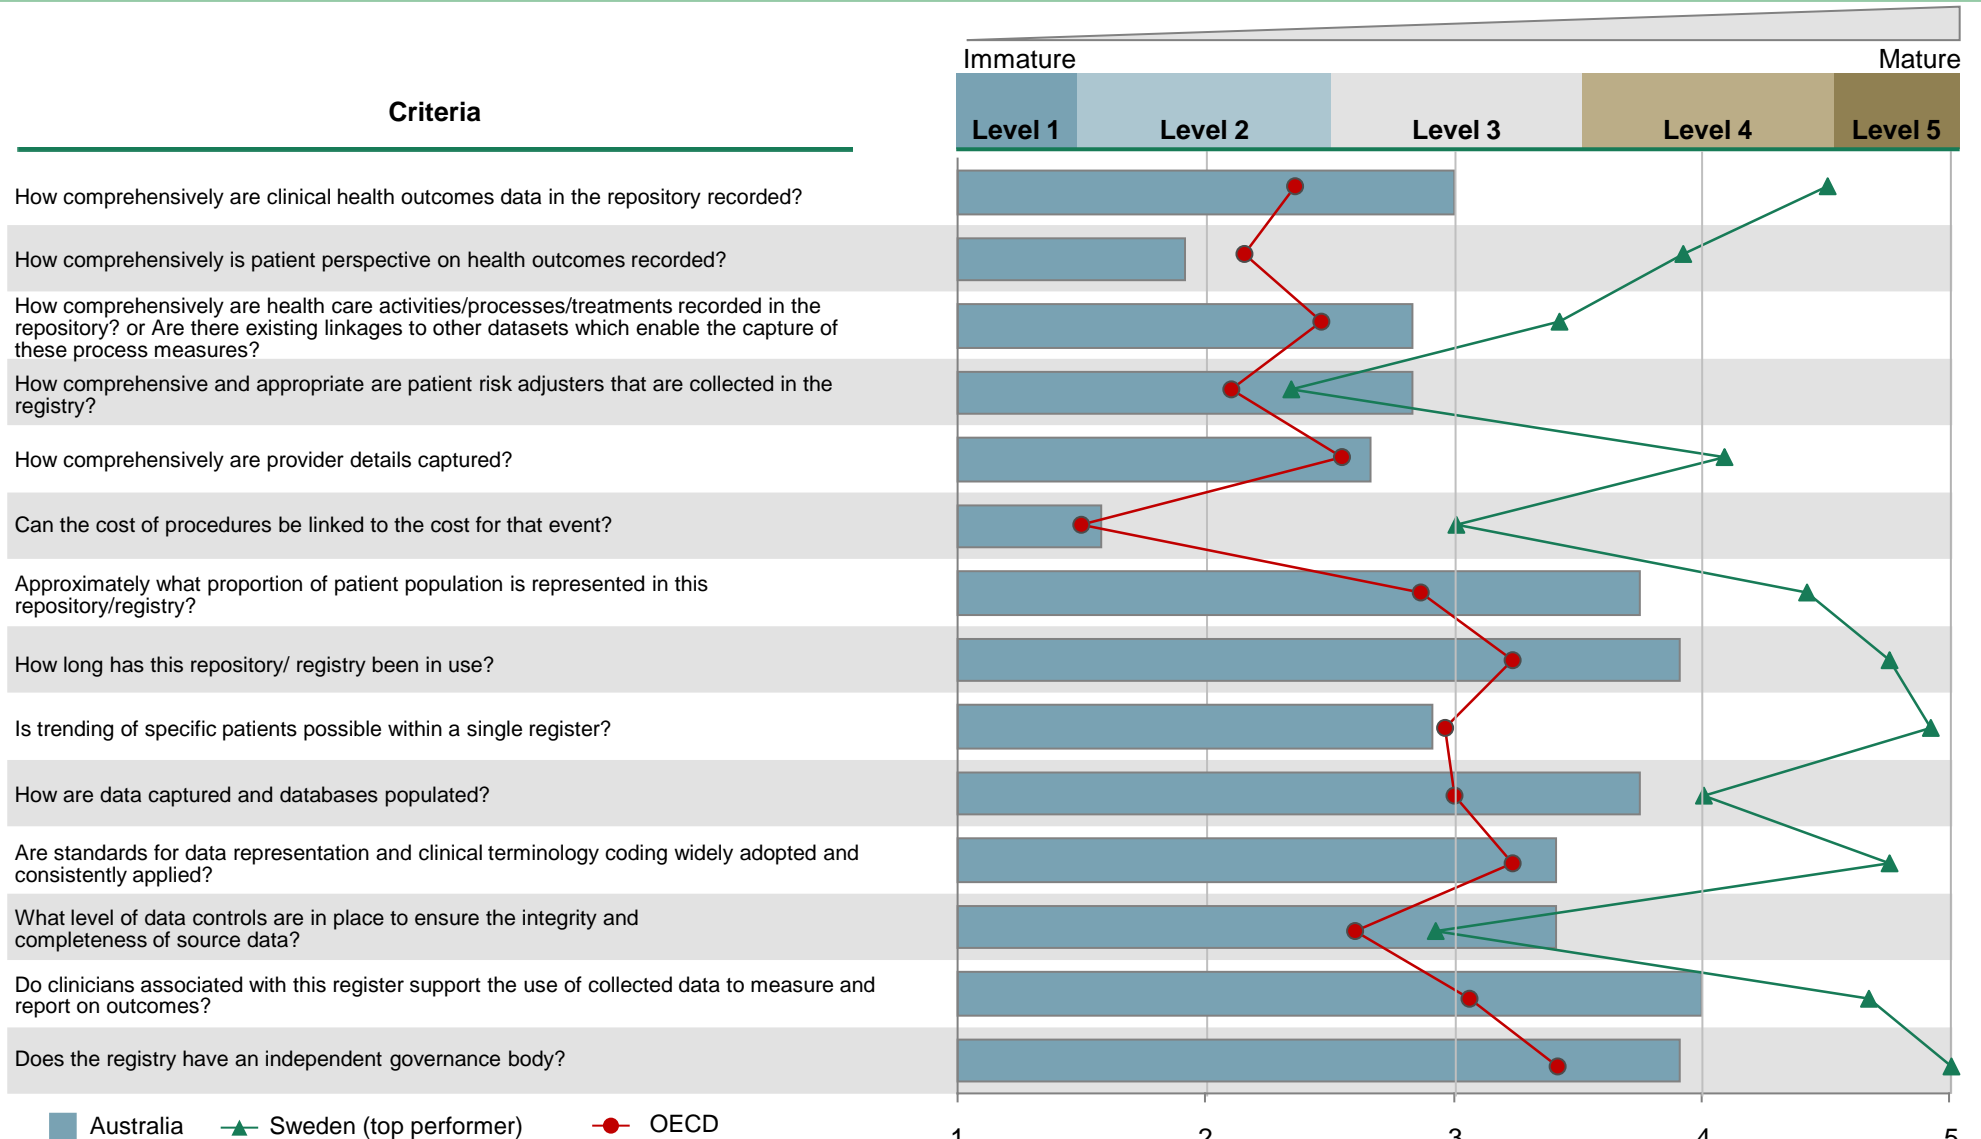 Immature
Mature
Criteria
Level 1
Level 2
Level 3
Level 4
Level 5
How comprehensively are clinical health outcomes data in the repository recorded?
How comprehensively is patient perspective on health outcomes recorded?
How comprehensively are health care activities/processes/treatments recorded in the
repository? or Are there existing linkages to other datasets which enable the capture of
these process measures?
How comprehensive and appropriate are patient risk adjusters that are collected in the
registry?
How comprehensively are provider details captured?
Can the cost of procedures be linked to the cost for that event?
Approximately what proportion of patient population is represented in this
repository/registry?
How long has this repository/ registry been in use?
Is trending of specific patients possible within a single register?
How are data captured and databases populated?
Are standards for data representation and clinical terminology coding widely adopted and
consistently applied?
What level of data controls are in place to ensure the integrity and
completeness of source data?
Do clinicians associated with this register support the use of collected data to measure and
report on outcomes?
Does the registry have an independent governance body?
Australia
Sweden (top performer)
OECD
1
2
3
4
5